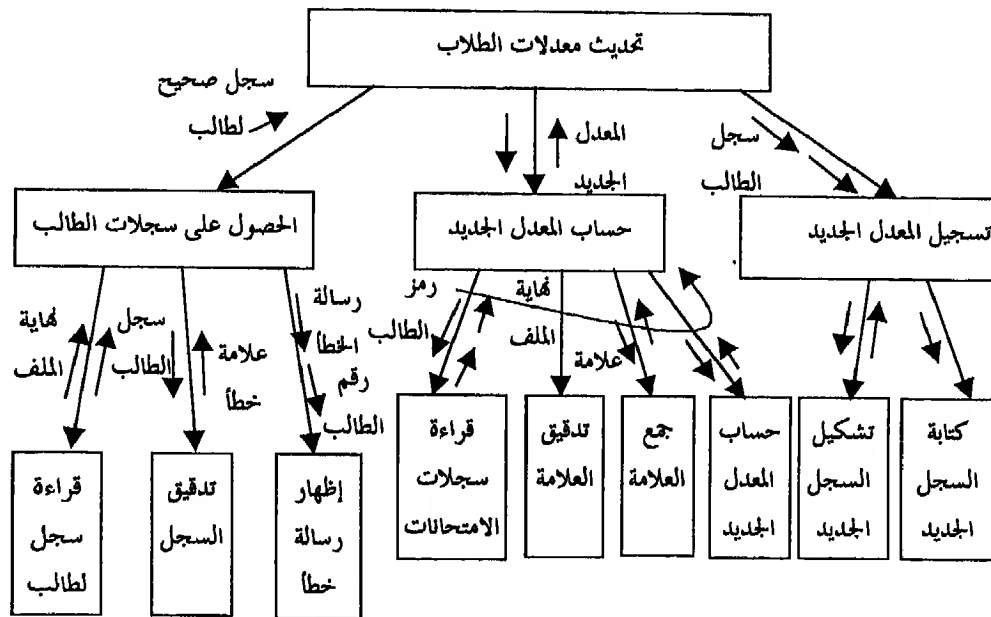 تحديث معدلات الطلاب
سجل صحيح
لطالب
المعدل
الجديد
سجل
الطالب
الحصول على سجلات الطالب
حساب المعدل الجديد
تسجيل المعدل الجديد
نهاية
الملف
سجل
الطالب
علامة
خطأ
رسالة
الخطأ
رقم
الطالب
رمز
الطالب
نهاية
الملف
علامة
قراءة
سجل
لطالب
تدقيق
السجل
إظهار
رسالة
خطأ
قراءة
سجلات
الامتحانات
تدقيق
العلامة
جمع
العلامة
حساب
المعدل
الجديد
تشكيل
السجل
الجديد
كتابة
السجل
الجديد